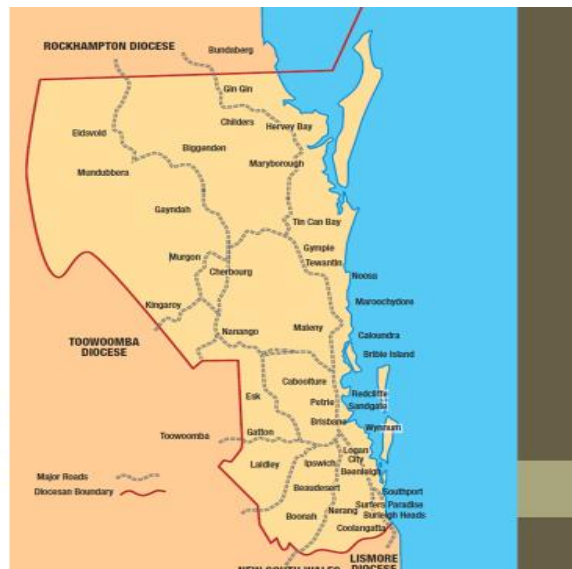 ROCKHAMPTON DIOCESE
Bundaberg
Gin Gin
Childers
Hervey Bay
Eidsvold
Biggenden
Maryborough
Mundubbera
Gayndah
Tin Can Bay
Gympie
Tewantin
Murgon
Cherbourg
Noosa
Maroochydore
Kingaroy
Nanango
Maleny
Caloundra
TOOWOOMBA
DIOCESE
Bribie Island
Caboolture
Redcliffe
Esk
Petrie
Sandgate
Brisbane
Wynnum
Toowoomba
Gatton
Logan
City
Laidley
Ipswich
Beenleigh
Major Roads
Diocesan Boundary
Beaudesert
Southport
Surfers Paradise
Boonah
Nerang
Burleigh Heads
Coolangatta
LISMORE
DIOCESE
NEW SOUTH WALES